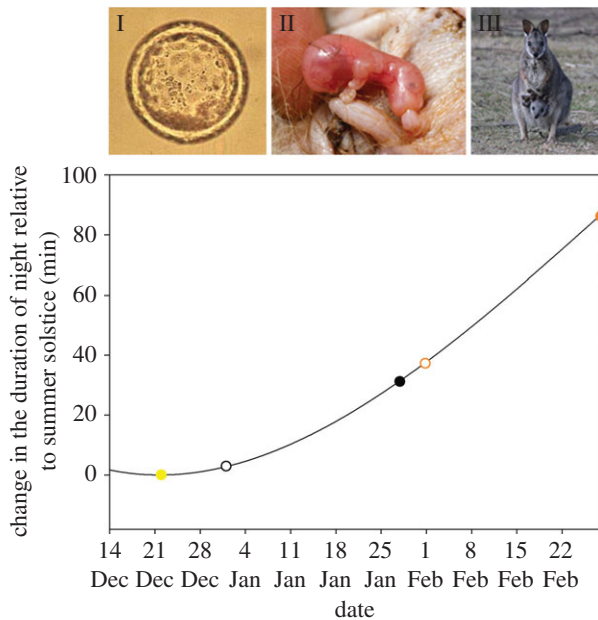 I
II
III
change in the duration of night relative
to summer solstice (min)
100
80
60
40
20
0
14 21 28 4 11 18 25 1 8 15 22
Dec Dec Dec Jan Jan Jan Jan Feb Feb Feb Feb
date